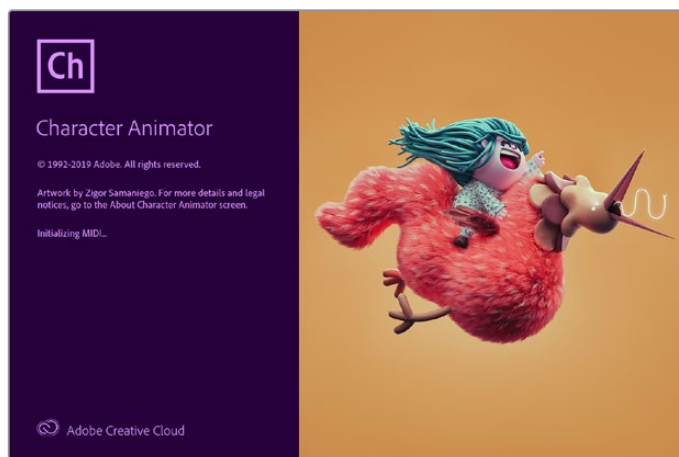 Ch
Character Animator
© 1992-2019 Adobe. All rights reserved.
Artwork by Zigor Samaniego. For more details and legal
notices, go to the About Character Animator screen.
Initializing MIDI...
Adobe Creative Cloud